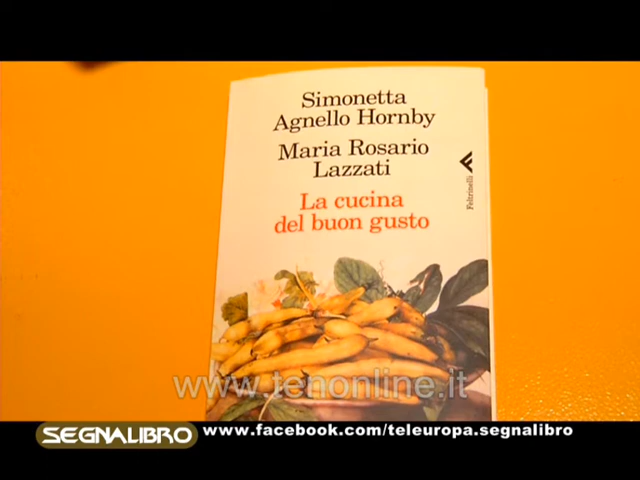 Simonetta
Agnello Hornby
Maria Rosario
Lazzati
La cucina
del buon gusto
Feltrinelli
www.tenonline.it
SEGNALIBRO
www.facebook.com/teleuropa.segnalibro